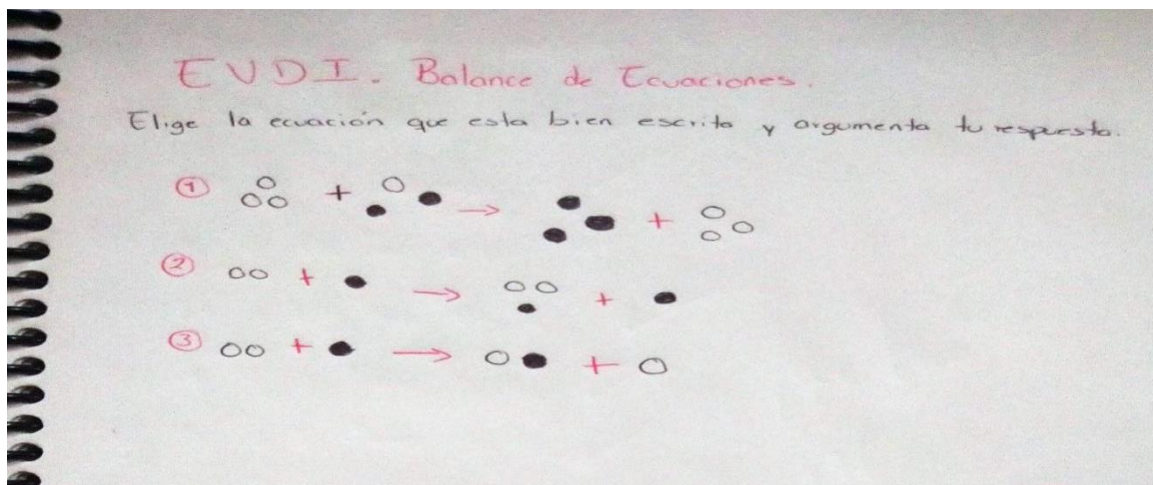 EVDI. Balance de Ecuaciones.
Elige la ecuación que esta bien escrita y argumenta tu respuesta.
1 + → +
2 + → +
3 + → +